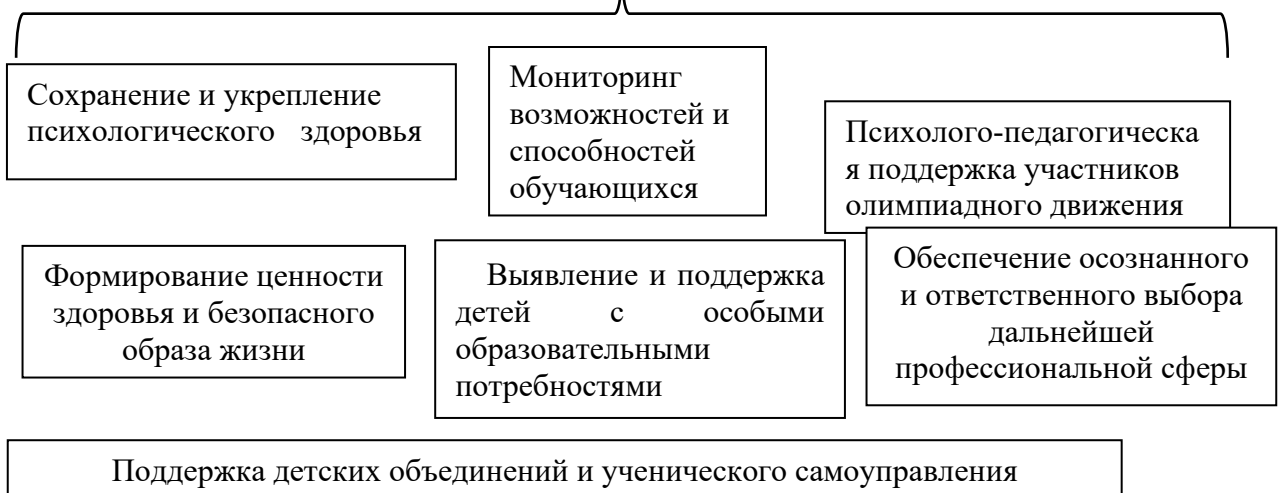 Сохранение и укрепление
психологического здоровья
Мониторинг
возможностей и
способностей
обучающихся
Психолого-педагогическа
я поддержка участников
олимпиадного движения
Формирование ценности
здоровья и безопасного
образа жизни
Выявление и поддержка
детей с особыми
образовательными
потребностями
Обеспечение осознанного
и ответственного выбора
дальнейшей
профессиональной сферы
Поддержка детских объединений и ученического самоуправления